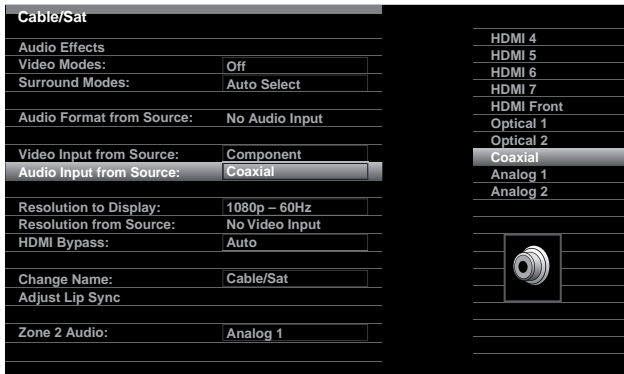 Cable/Sat
Audio Effects
Video Modes: Off
Surround Modes: Auto Select
Audio Format from Source: No Audio Input
Video Input from Source: Component
Audio Input from Source: Coaxial
Resolution to Display: 1080p – 60Hz
Resolution from Source: No Video Input
HDMI Bypass: Auto
Change Name: Cable/Sat
Adjust Lip Sync
Zone 2 Audio: Analog 1
HDMI 4
HDMI 5
HDMI 6
HDMI 7
HDMI Front
Optical 1
Optical 2
Coaxial
Analog 1
Analog 2